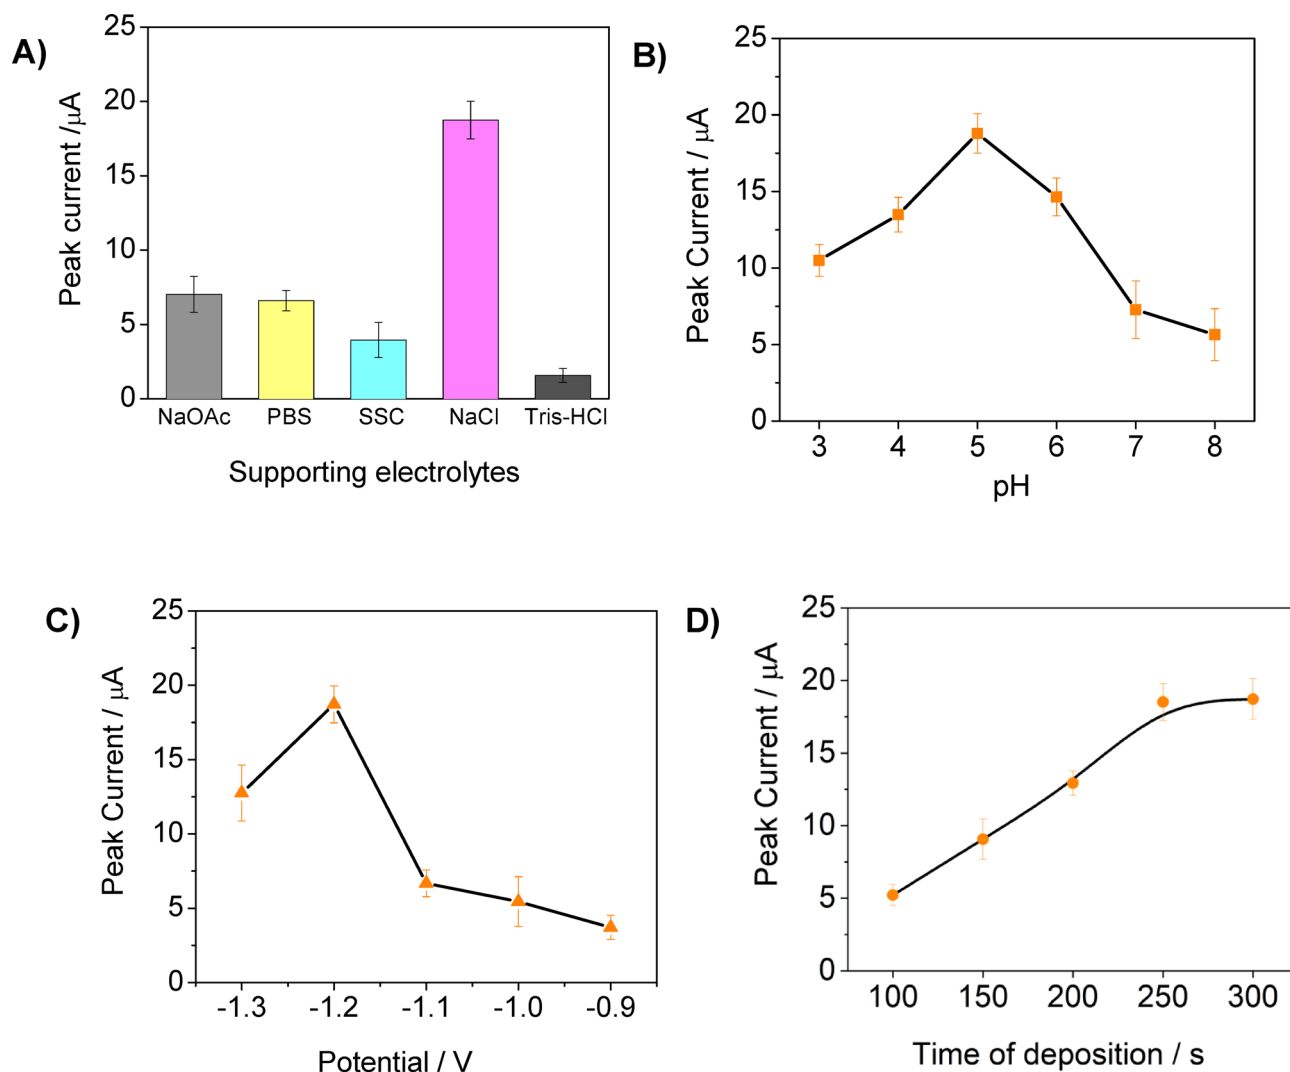 A)
Peak current /μA
25
20
15
10
5
0
NaOAc PBS SSC NaCl Tris-HCl
Supporting electrolytes
B)
Peak Current / μA
25
20
15
10
5
0
3 4 5 6 7 8
pH
C)
Peak Current / μA
25
20
15
10
5
0
-1.3 -1.2 -1.1 -1.0 -0.9
Potential / V
D)
Peak Current / μA
25
20
15
10
5
0
100 150 200 250 300
Time of deposition / s